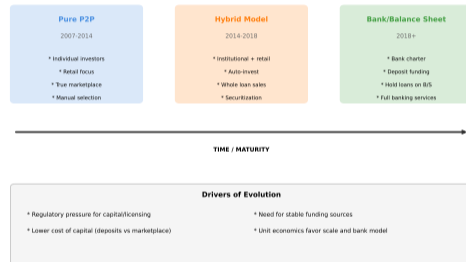 Pure P2P
2007-2014
* Individual investors
* Retail focus
* True marketplace
* Manual selection
Hybrid Model
2014-2018
* Institutional + retail
* Auto-invest
* Whole loan sales
* Securitization
Bank/Balance Sheet
2018+
* Bank charter
* Deposit funding
* Hold loans on B/S
* Full banking services
TIME / MATURITY
Drivers of Evolution
* Regulatory pressure for capital/licensing
* Need for stable funding sources
* Lower cost of capital (deposits vs marketplace)
* Unit economics favor scale and bank model